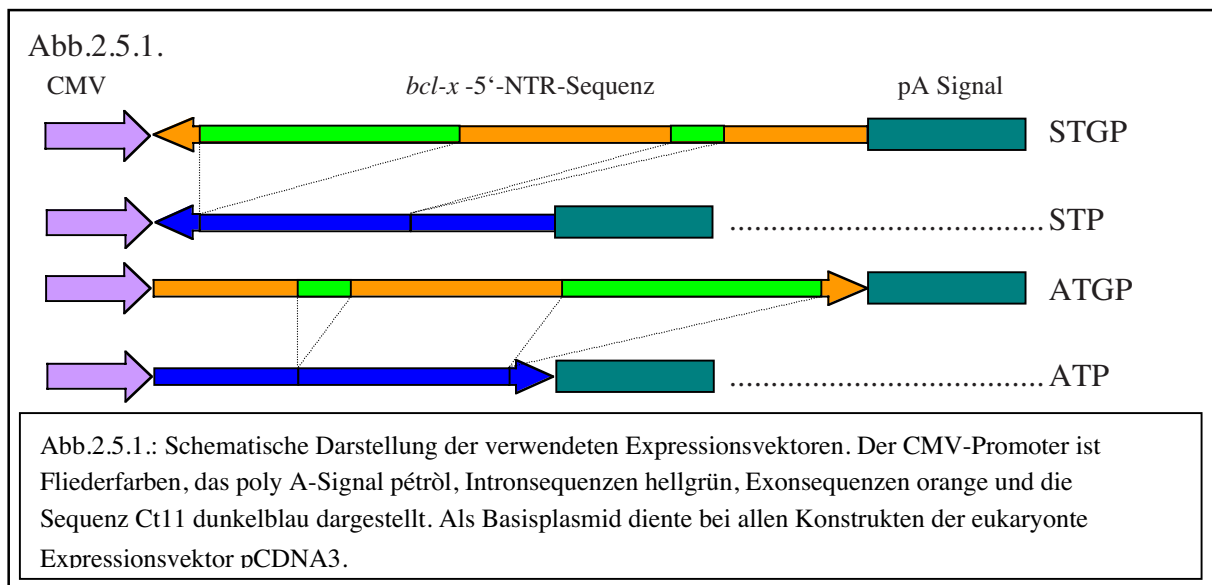 Abb.2.5.1.
CMV bcl-x -5‘-NTR-Sequenz pA Signal
STGP
........................................ STP
ATGP
........................................ ATP
Abb.2.5.1.: Schematische Darstellung der verwendeten Expressionsvektoren. Der CMV-Promoter ist
Fliederfarben, das poly A-Signal pétròl, Intronsequenzen hellgrün, Exonsequenzen orange und die
Sequenz Ct11 dunkelblau dargestellt. Als Basisplasmid diente bei allen Konstrukten der eukaryonte
Expressionsvektor pCDNA3.